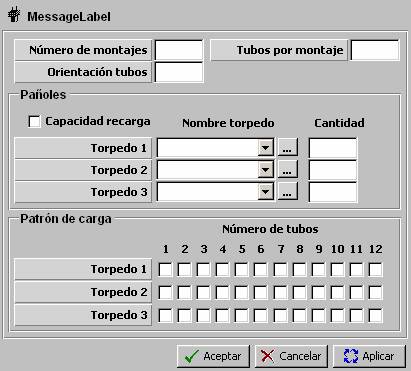 MessageLabel
Número de montajes Tubos por montaje
Orientación tubos
Pañoles
Capacidad recarga Nombre torpedo Cantidad
Torpedo 1 ...
Torpedo 2 ...
Torpedo 3 ...
Patrón de carga
Número de tubos
1 2 3 4 5 6 7 8 9 10 11 12
Torpedo 1
Torpedo 2
Torpedo 3
Aceptar Cancelar Aplicar